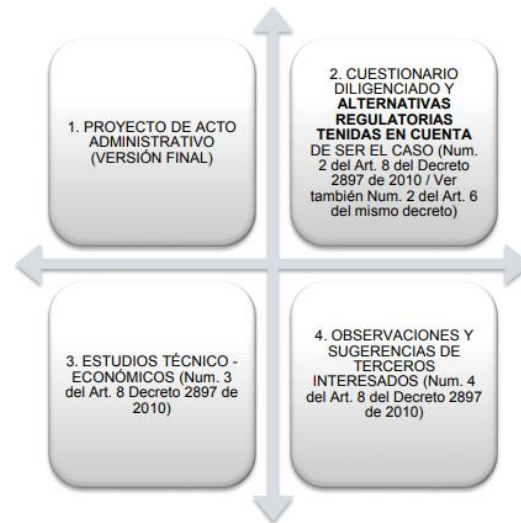 1. PROYECTO DE ACTO
ADMINISTRATIVO
(VERSIÓN FINAL)
2. CUESTIONARIO
DILIGENCIADO Y
ALTERNATIVAS
REGULATORIAS
TENIDAS EN CUENTA
DE SER EL CASO (Num.
2 del Art. 8 del Decreto
2897 de 2010 / Ver
también Num. 2 del Art. 6
del mismo decreto)
3. ESTUDIOS TÉCNICO -
ECONÓMICOS (Num. 3
del Art. 8 Decreto 2897 de
2010)
4. OBSERVACIONES Y
SUGERENCIAS DE
TERCEROS
INTERESADOS (Num. 4
del Art. 8 del Decreto 2897
de 2010)